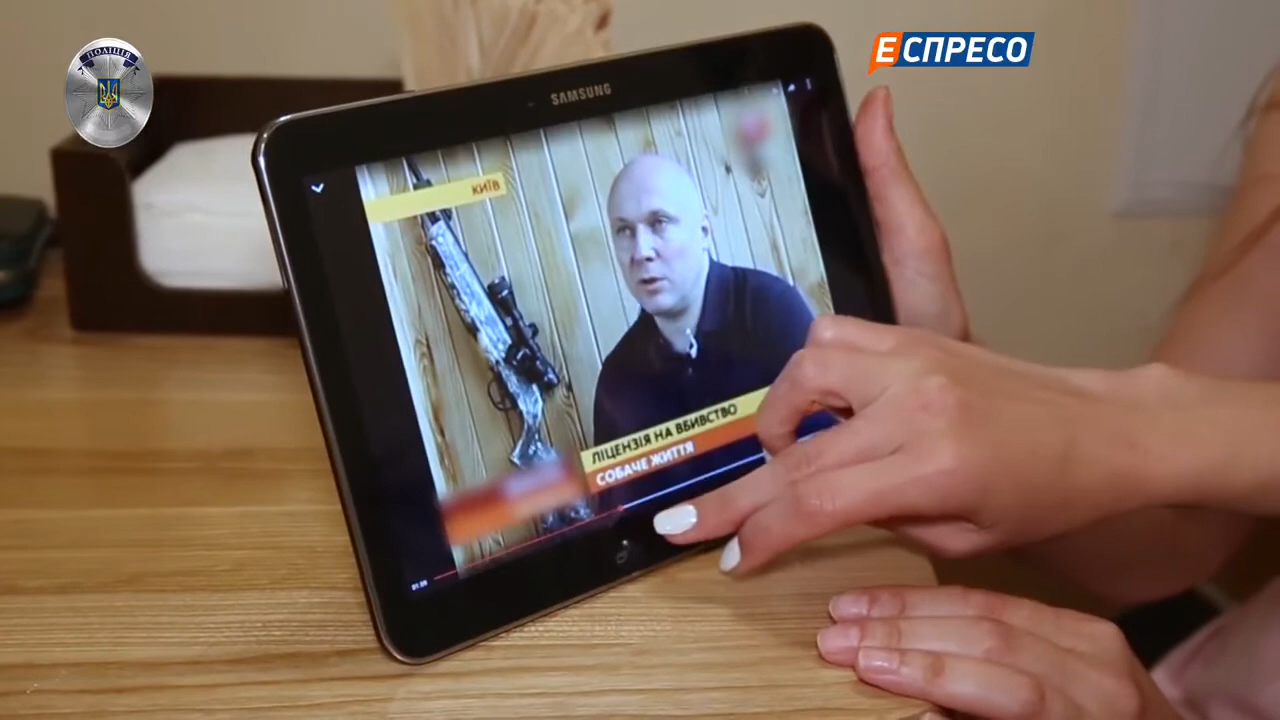 ПОЛІЦІЯ
ЕСПРЕСО
SAMSUNG
КИЇВ
ЛІЦЕНЗІЯ НА ВБИВСТВО
СОБАЧЕ ЖИТТЯ